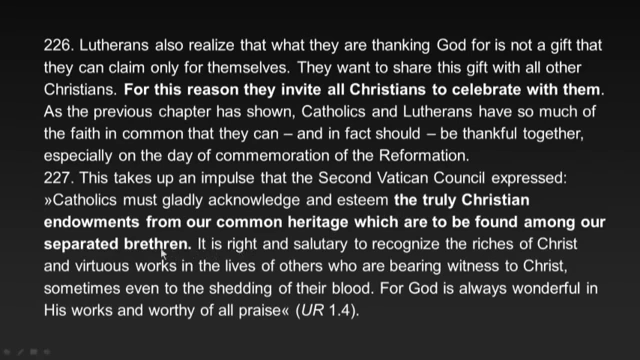 226. Lutherans also realize that what they are thanking God for is not a gift that
they can claim only for themselves. They want to share this gift with all other
Christians. For this reason they invite all Christians to celebrate with them.
As the previous chapter has shown, Catholics and Lutherans have so much of
the faith in common that they can – and in fact should – be thankful together,
especially on the day of commemoration of the Reformation.
227. This takes up an impulse that the Second Vatican Council expressed:
»Catholics must gladly acknowledge and esteem the truly Christian
endowments from our common heritage which are to be found among our
separated brethren. It is right and salutary to recognize the riches of Christ
and virtuous works in the lives of others who are bearing witness to Christ,
sometimes even to the shedding of their blood. For God is always wonderful in
His works and worthy of all praise« (UR 1.4).